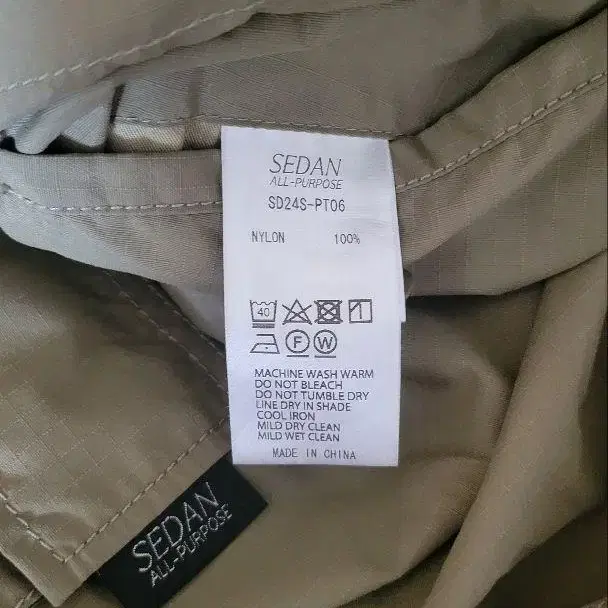 SEDAN
ALL-PURPOSE
SD24S-PT06
NYLON 100%
40
F W
MACHINE WASH WARM
DO NOT BLEACH
DO NOT TUMBLE DRY
LINE DRY IN SHADE
COOL IRON
MILD DRY CLEAN
MILD WET CLEAN
MADE IN CHINA
SEDAN
ALL-PURPOSE